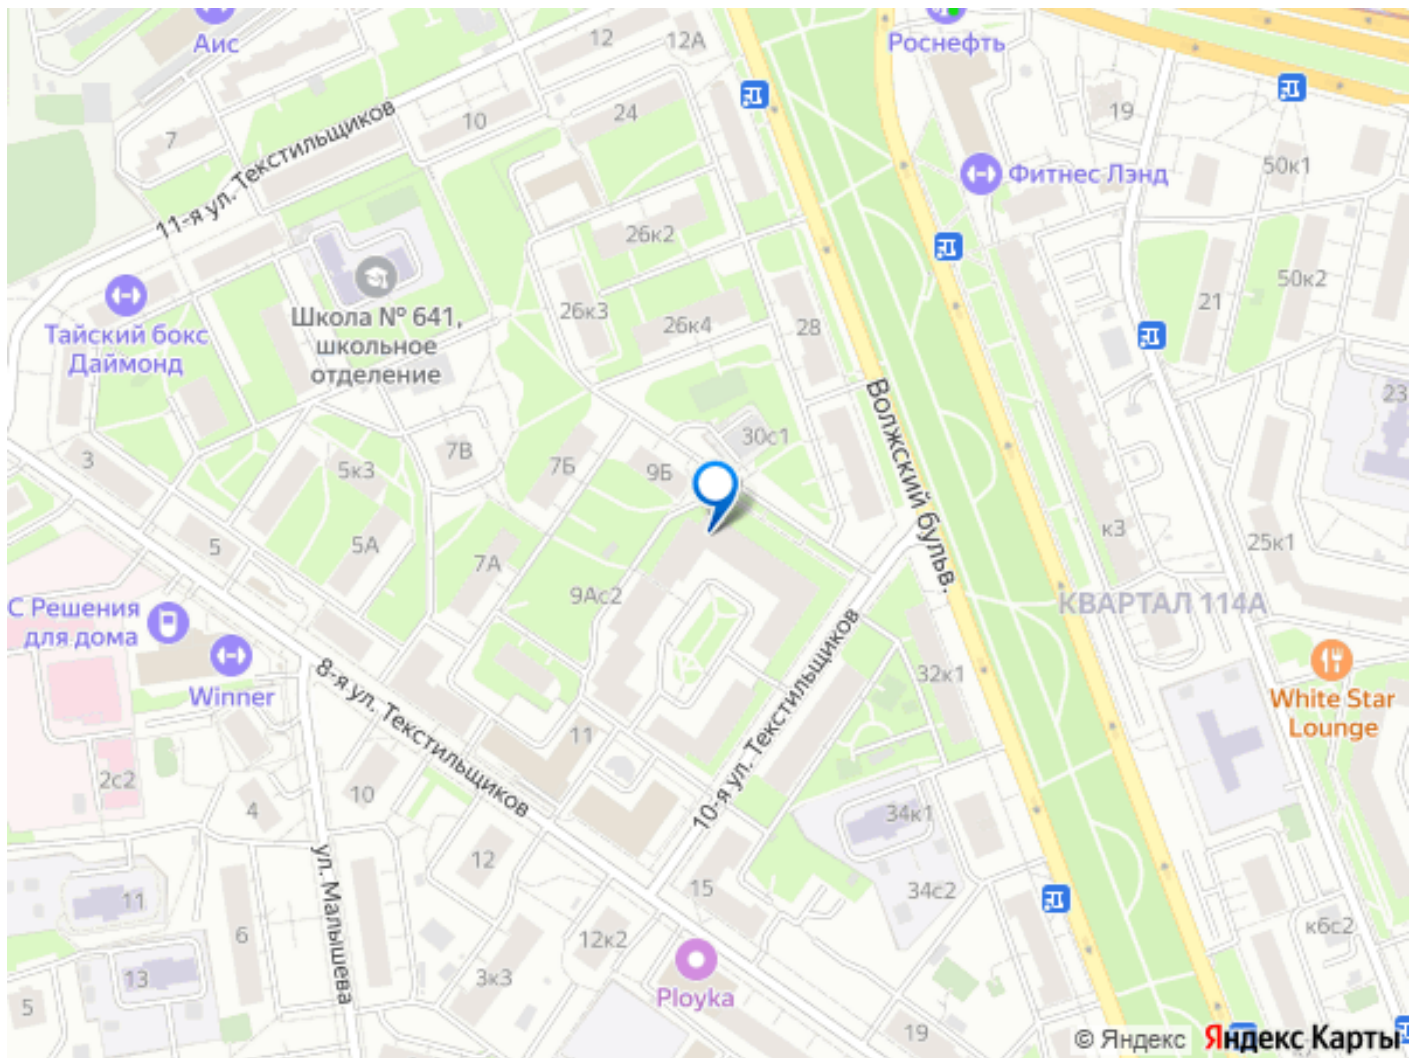 Аис
12
12А
Роснефть
24
10
7
19
11-я ул. Текстильщиков
Фитнес Лэнд
50к1
26к2
Школа № 641,
школьное
отделение
Тайский бокс
Даймонд
26к3
26к4
28
21
50к2
23
Волжский бульв.
30с1
3
5к3
7В
7Б
9Б
5
5А
7А
9Ас2
к3
25к1
КВАРТАЛ 114А
С Решения
для дома
Winner
8-я ул. Текстильщиков
10-я ул. Текстильщиков
32к1
White Star
Lounge
11
2с2
4
10
12
ул. Малышева
34к1
34с2
15
11
6
13
5
3к3
12к2
Ployka
19
к6с2
17
© Яндекс Яндекс Карты